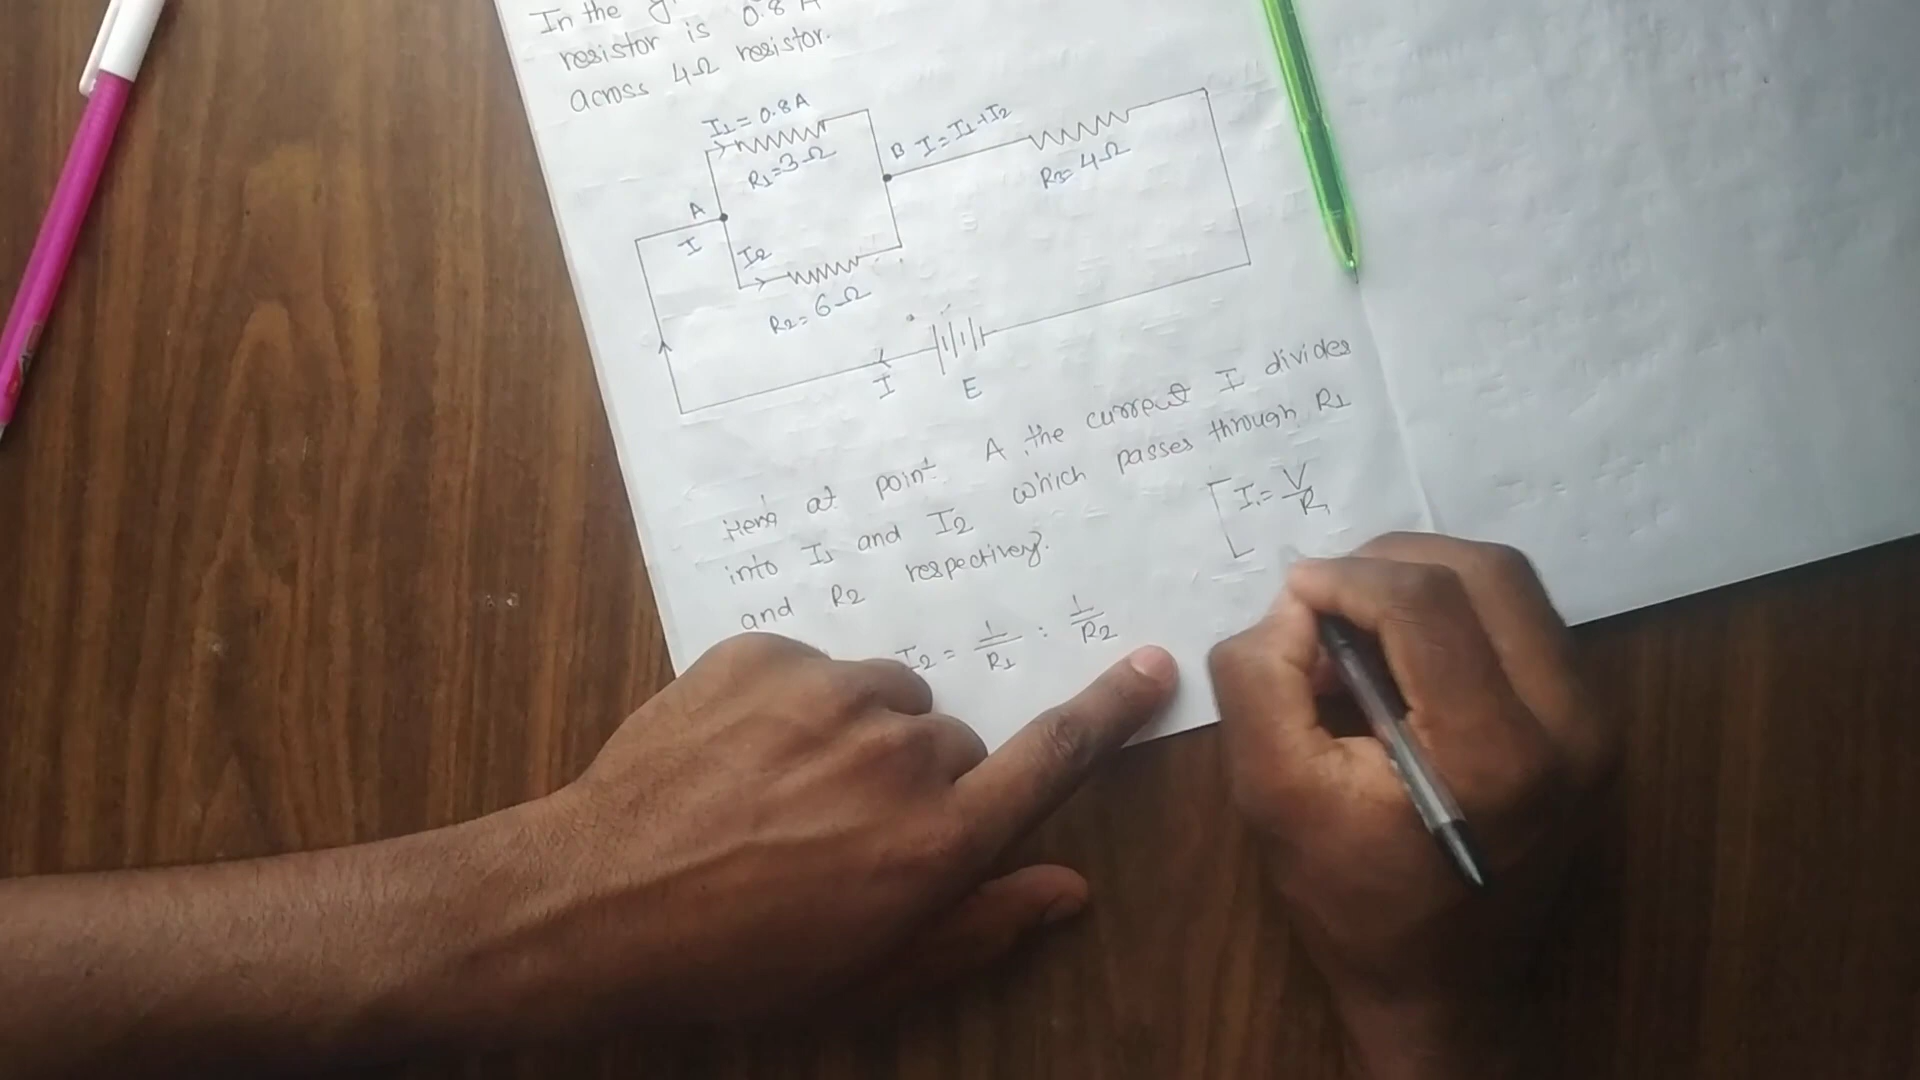 In the
resistor is 0.8 A
across 4Ω resistor.
I1 = 0.8A
R1=3Ω
B I=I1+I2
R3=4Ω
A
I
I2
R2=6Ω
I
E
Here at point A, the current I divides
into I1 and I2 which passes through R1
and R2 respectively.
I2 = 1/R1 : 1/R2
[I1=V/R1